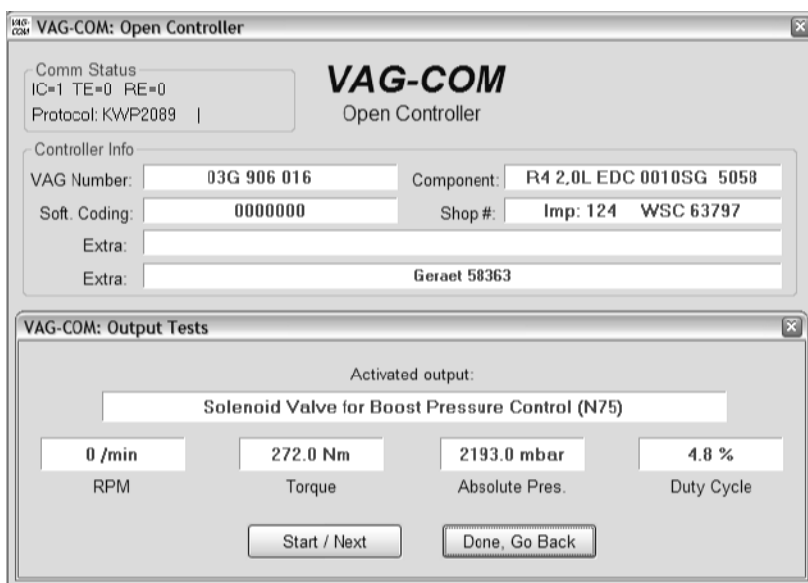 VAG-COM: Open Controller
Comm Status
IC=1 TE=0 RE=0
Protocol: KWP2089 |
VAG-COM
Open Controller
Controller Info
VAG Number: 03G 906 016 Component: R4 2,0L EDC 0010SG 5058
Soft. Coding: 0000000 Shop #: Imp: 124 WSC 63797
Extra:
Extra: Geraet 58363
VAG-COM: Output Tests
Activated output:
Solenoid Valve for Boost Pressure Control (N75)
0 /min 272.0 Nm 2193.0 mbar 4.8 %
RPM Torque Absolute Pres. Duty Cycle
Start / Next Done, Go Back